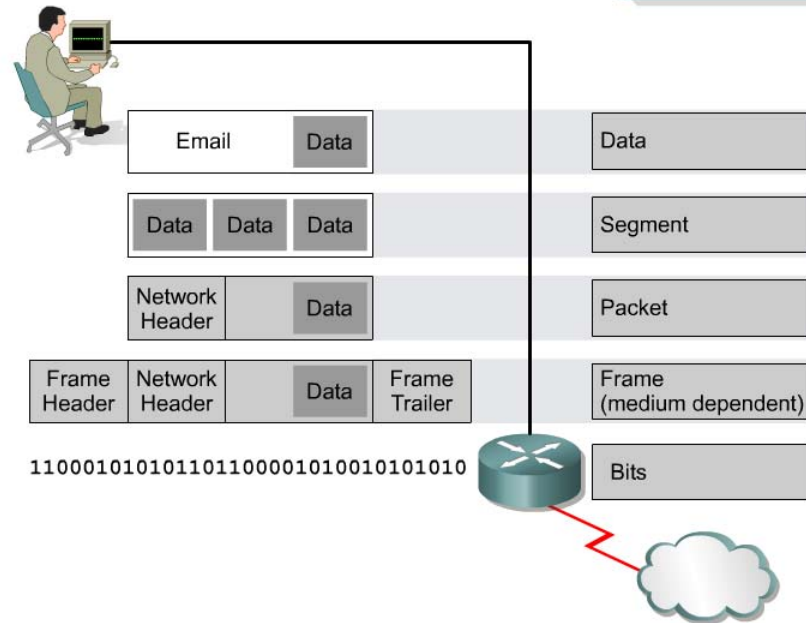 Email Data
Data
Data Data Data
Segment
Network
Header
Data
Packet
Frame
Header
Network
Header
Data
Frame
Trailer
Frame
(medium dependent)
1100010101011011000010100101010​10
Bits